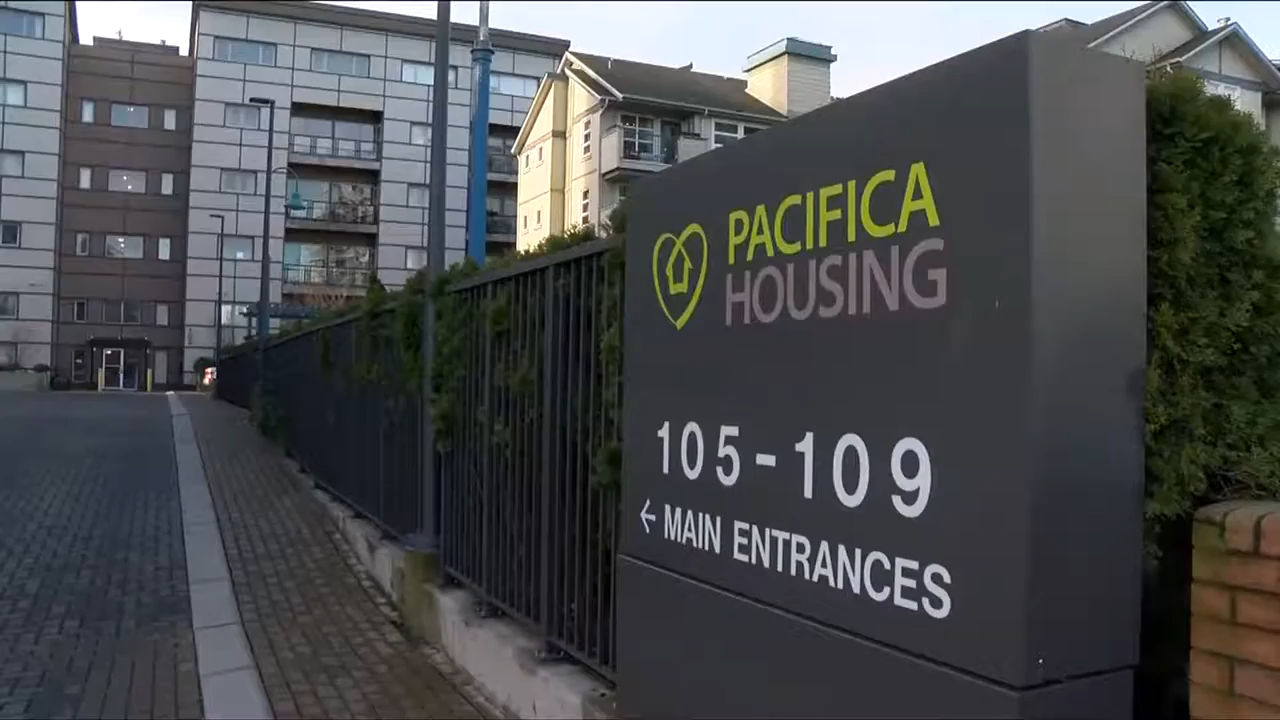 PACIFICA
HOUSING
105-109
← MAIN ENTRANCES